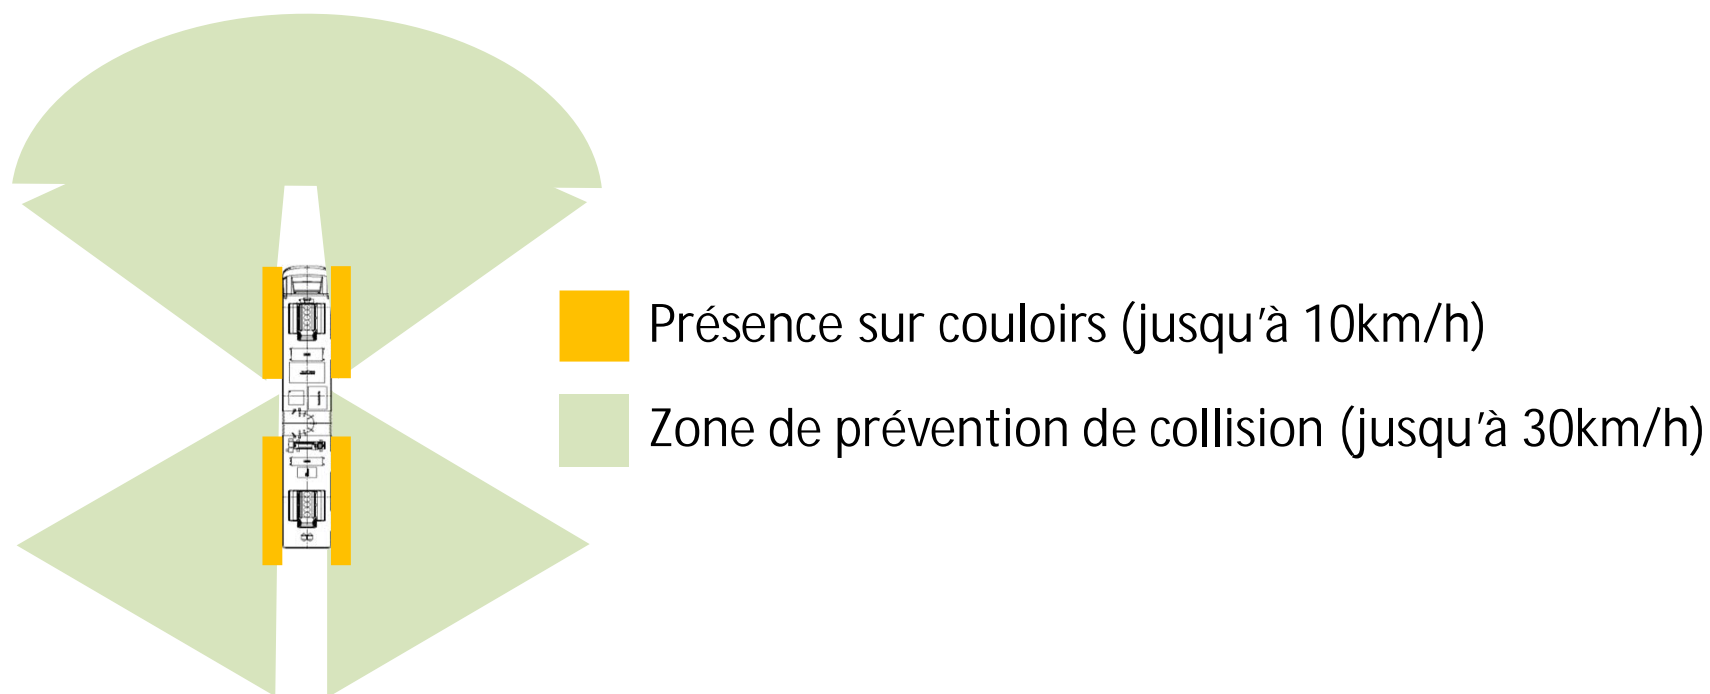 Présence sur couloirs (jusqu'à 10km/h)
Zone de prévention de collision (jusqu'à 30km/h)